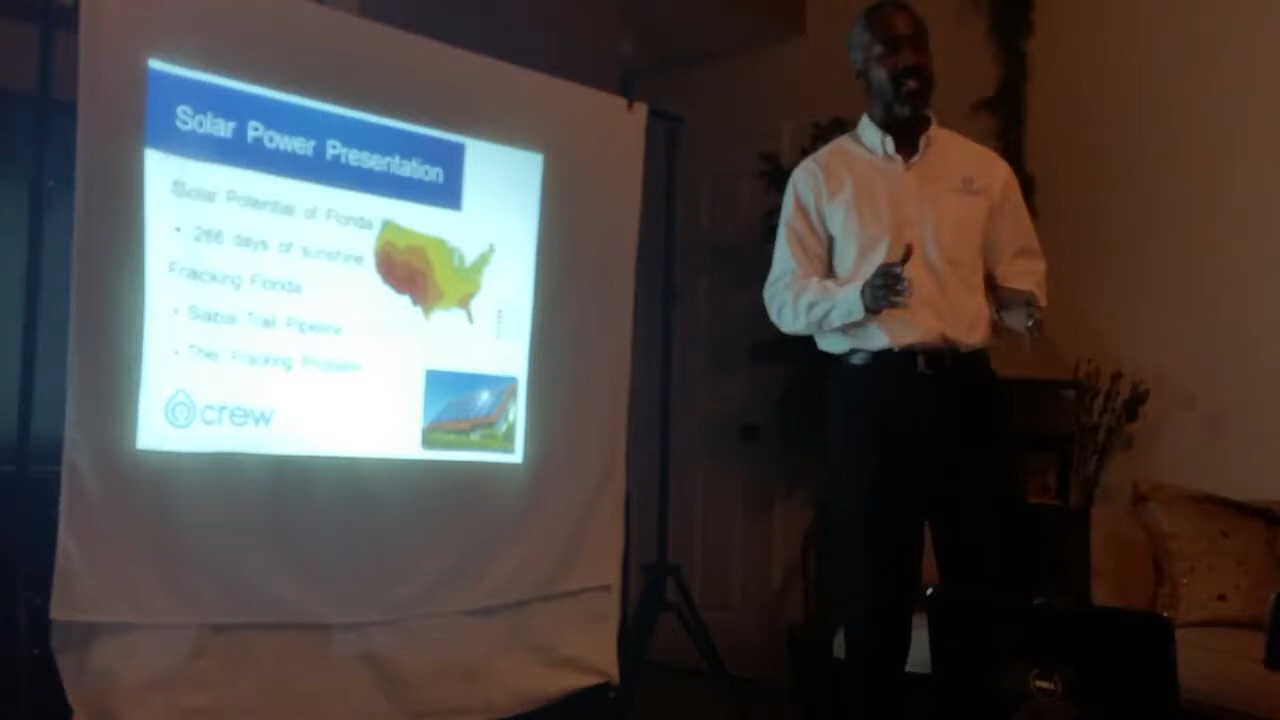 Solar Power Presentation
Solar Potential of Florida
• 266 days of sunshine
Fracking Florida
• Sabal Trail Pipeline
• The Fracking Problem
crew